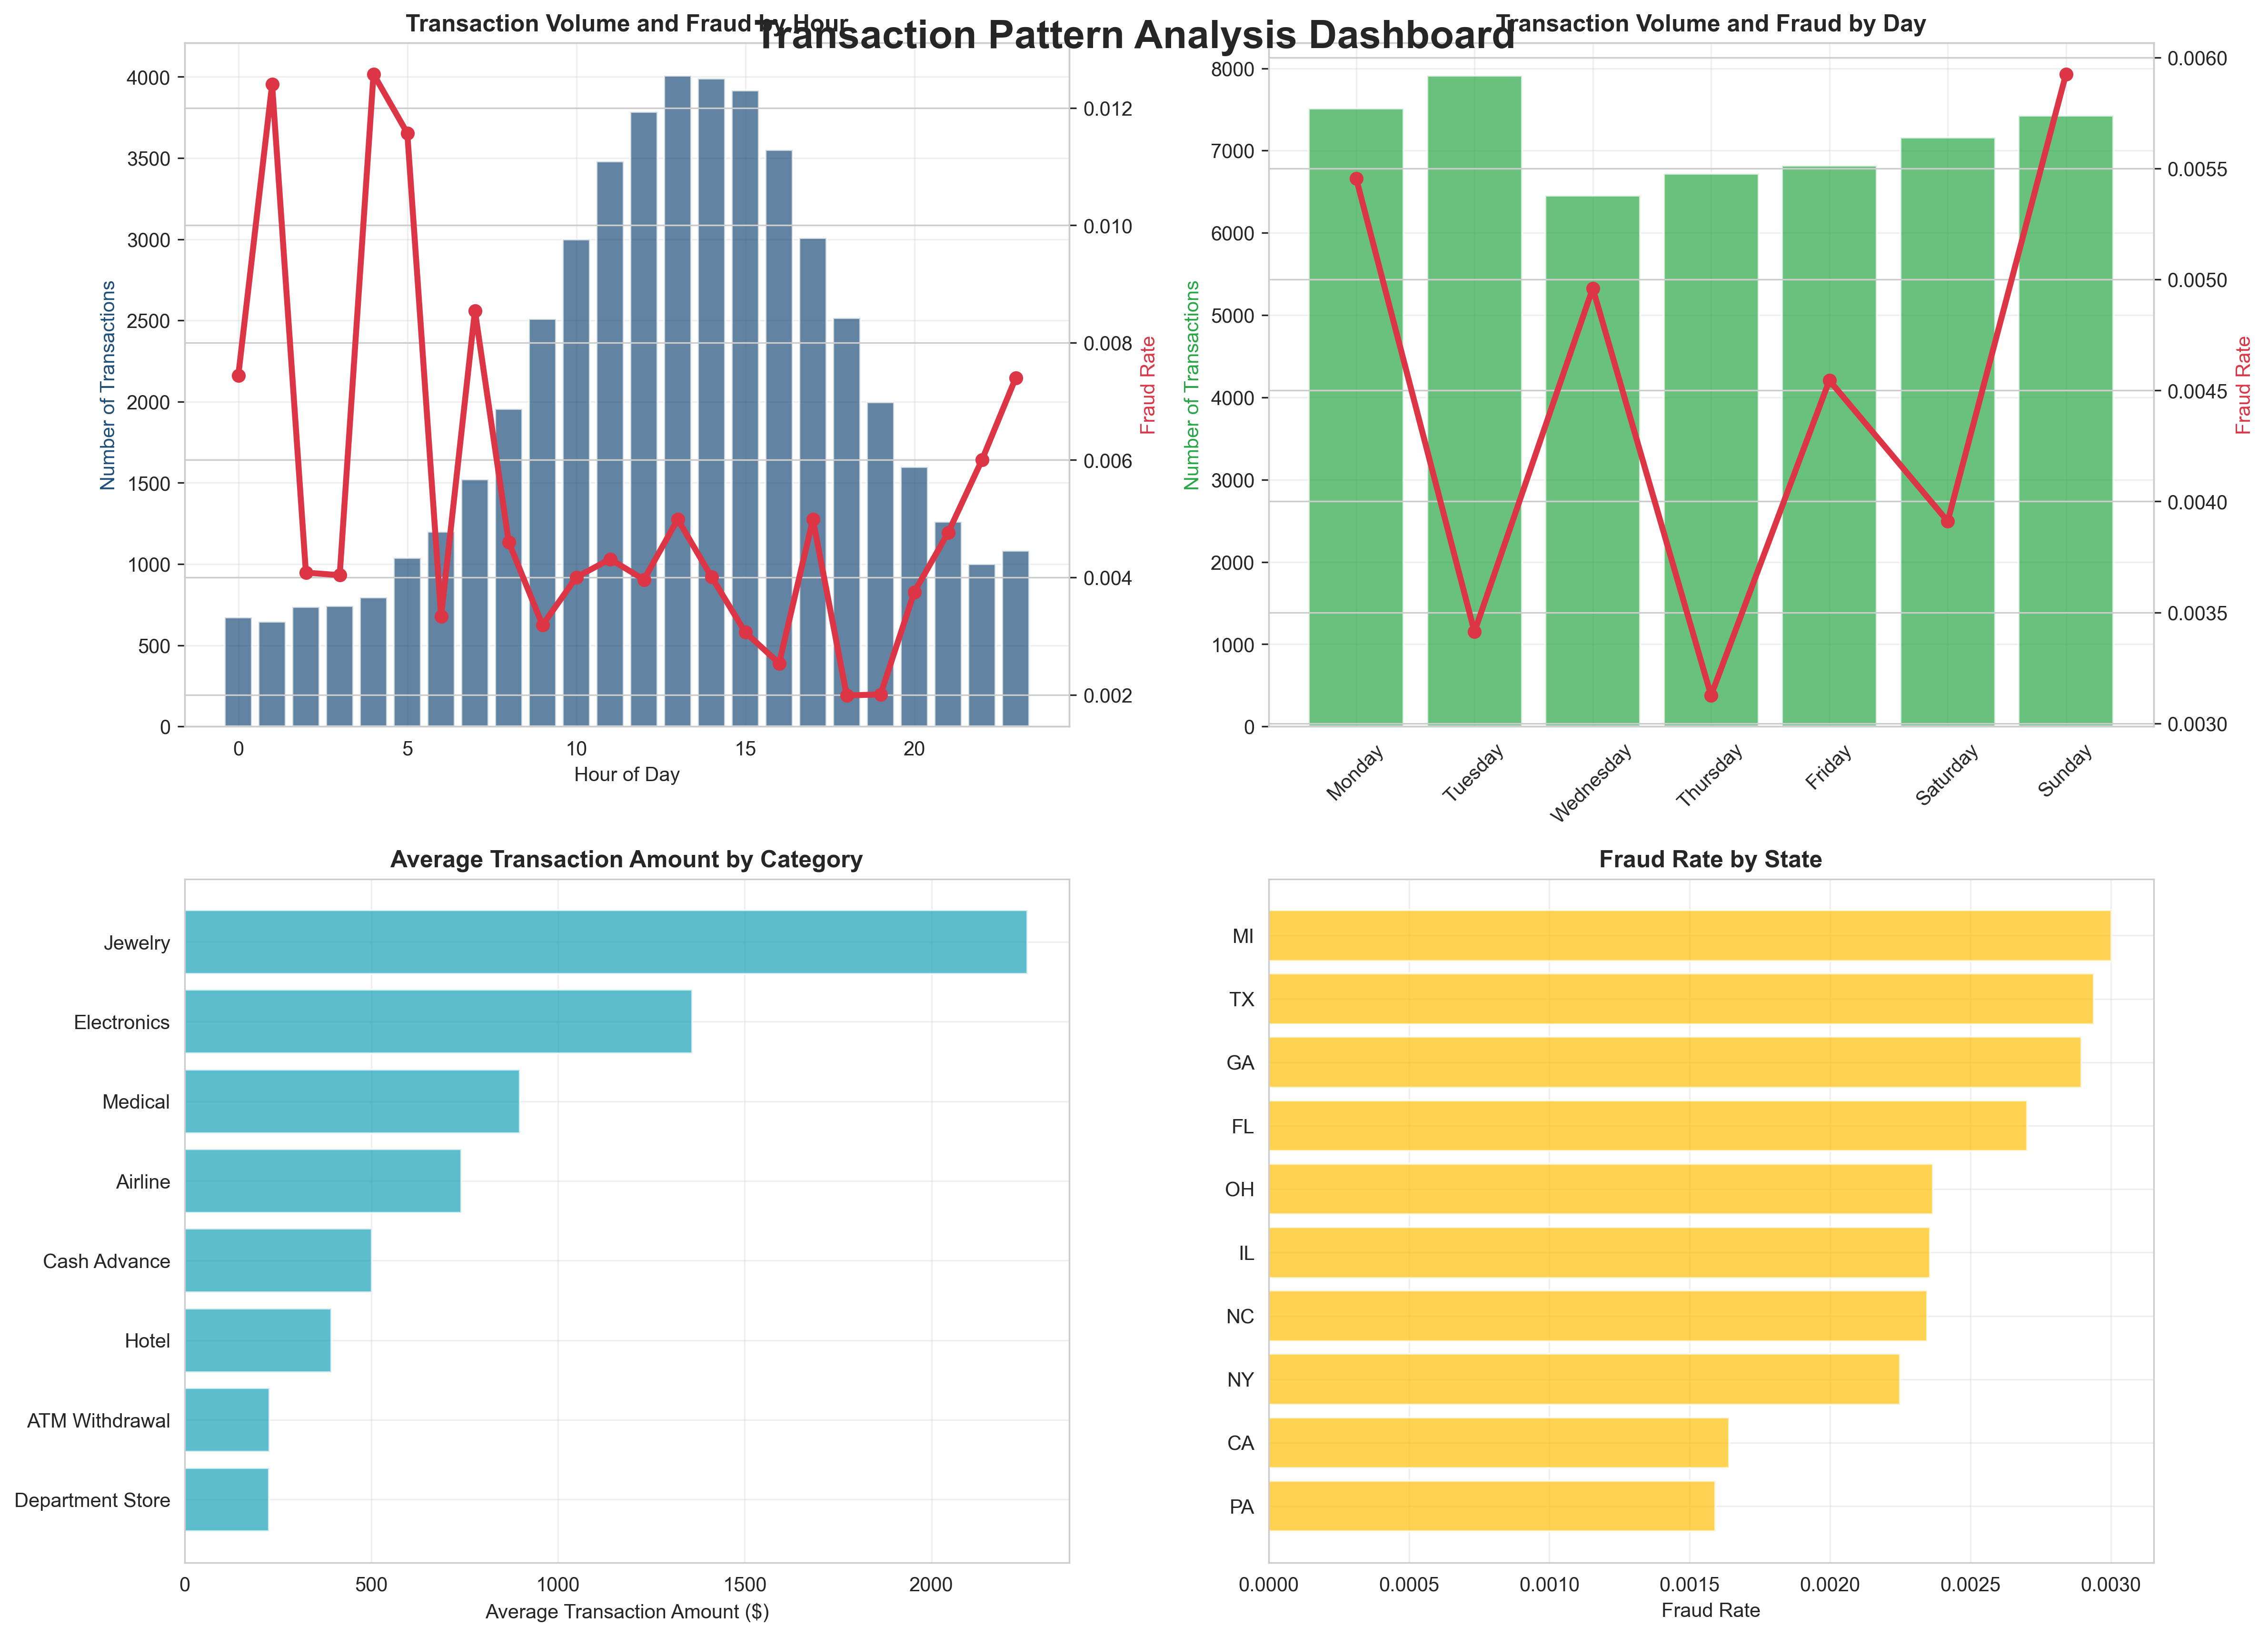 Transaction Pattern Analysis Dashboard
Transaction Volume and Fraud by Hour
4000
3500
3000
2500
2000
1500
1000
500
0
Number of Transactions
0.012
0.010
0.008
0.006
0.004
0.002
Fraud Rate
0 5 10 15 20
Hour of Day
Transaction Volume and Fraud by Day
8000
7000
6000
5000
4000
3000
2000
1000
0
Number of Transactions
0.0060
0.0055
0.0050
0.0045
0.0040
0.0035
0.0030
Fraud Rate
Monday
Tuesday
Wednesday
Thursday
Friday
Saturday
Sunday
Average Transaction Amount by Category
Jewelry
Electronics
Medical
Airline
Cash Advance
Hotel
ATM Withdrawal
Department Store
0 500 1000 1500 2000
Average Transaction Amount ($)
Fraud Rate by State
MI
TX
GA
FL
OH
IL
NC
NY
CA
PA
0.0000 0.0005 0.0010 0.0015 0.0020 0.0025 0.0030
Fraud Rate